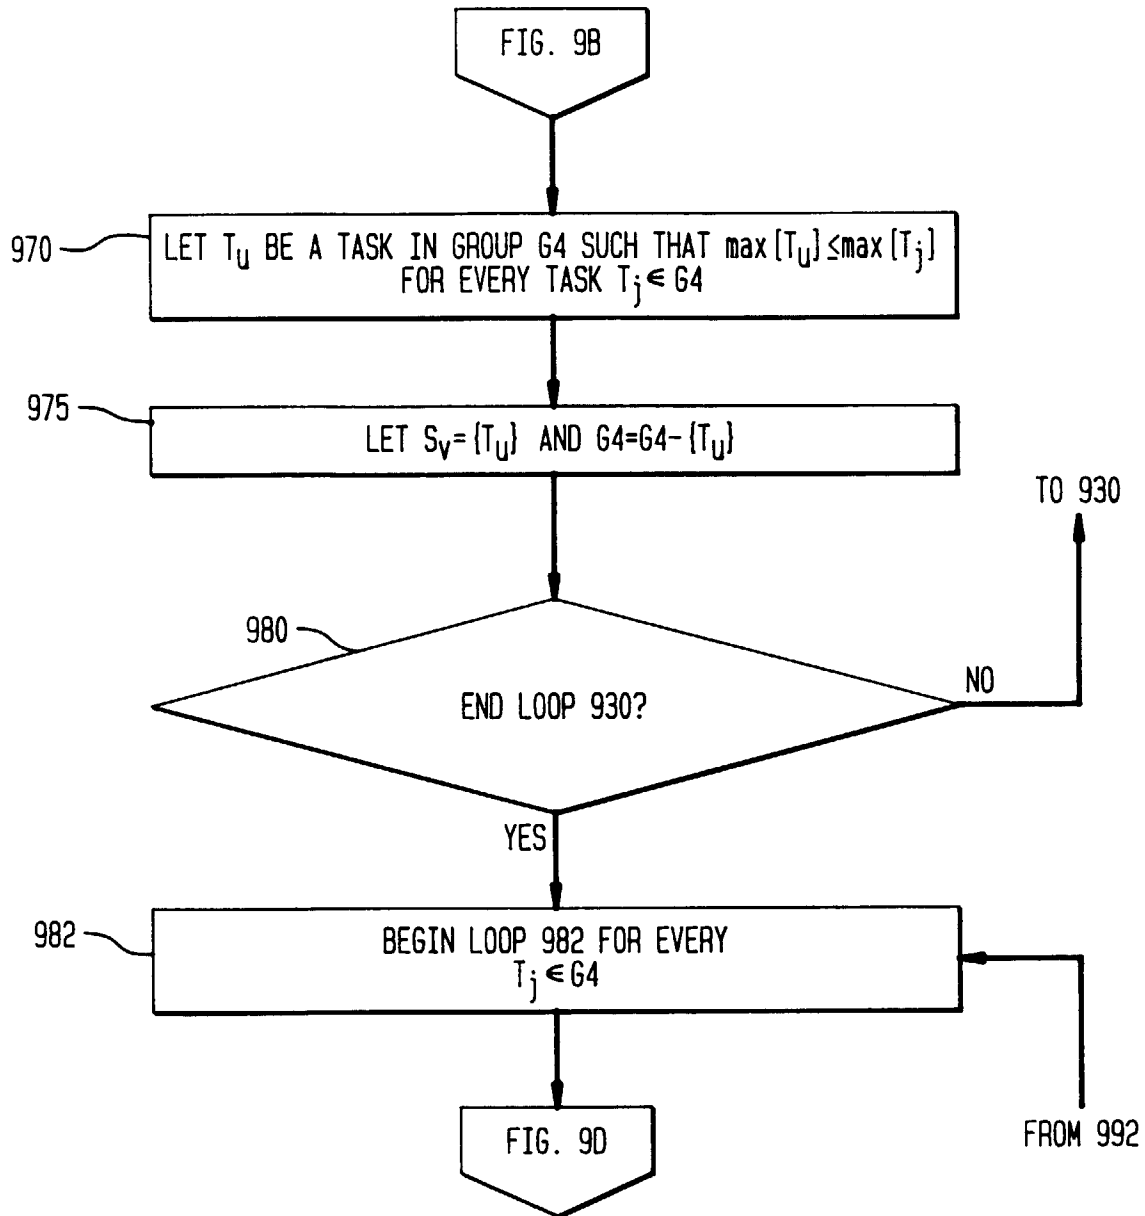 FIG. 9B
970
LET Tu BE A TASK IN GROUP G4 SUCH THAT max[Tu]≤max[Tj]
FOR EVERY TASK Tj∈G4
975
LET Sv={Tu} AND G4=G4-{Tu}
TO 930
980
END LOOP 930?
NO
YES
982
BEGIN LOOP 982 FOR EVERY
Tj∈G4
FIG. 9D
FROM 992